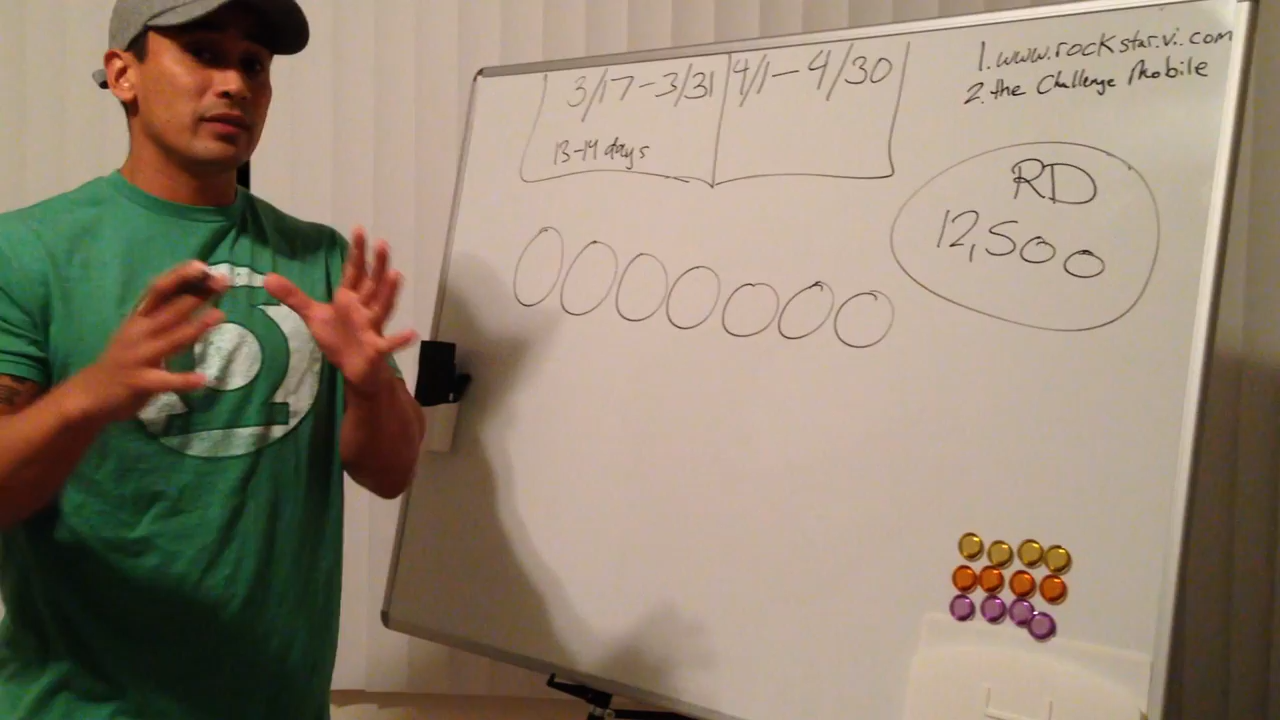 3/17-3/31 4/1-4/30
13-14 days
1. www.rockstar.vi.com
2. the Challenge Mobile
RD
12,500